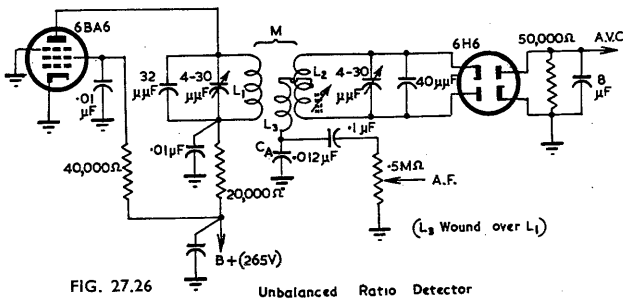 6BA6
M
6H6
50,000Ω
A.V.C.
32
μμF
4-30
μμF
L₁
L₂
4-30
μμF
40μμF
8
μF
.01
μF
L₃
.1μF
.01μF
C_A
.012μF
40,000Ω
20,000Ω
.5MΩ
A.F.
(L₃ Wound over L₁)
B+(265V)
FIG. 27.26
Unbalanced Ratio Detector